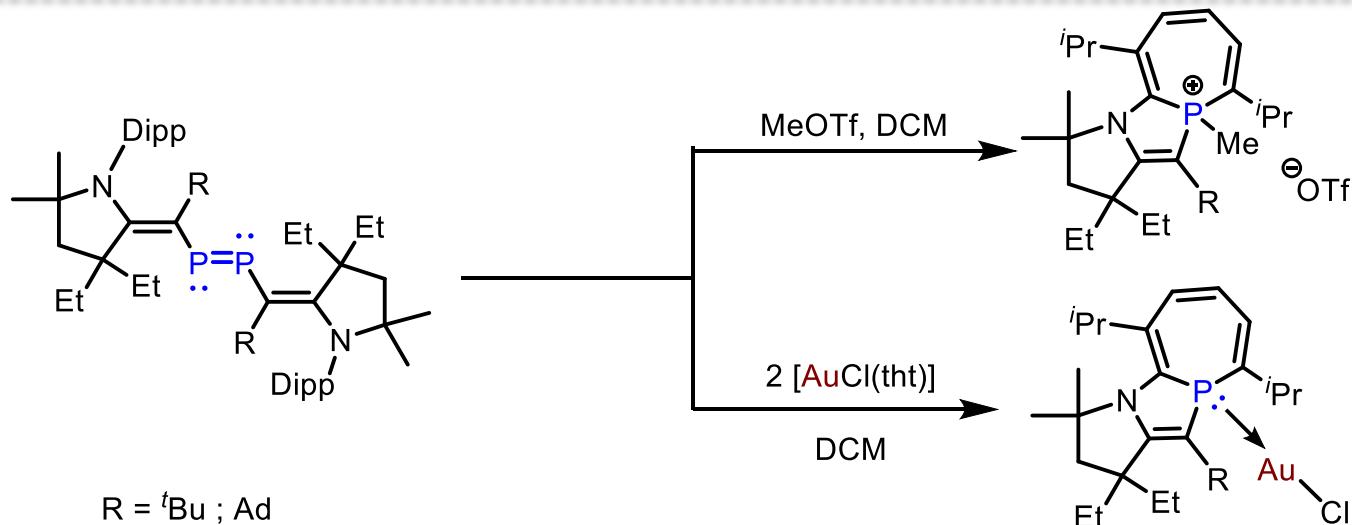 Dipp
N
R
P=P
Et
Et
Et
Et
R
N
Dipp
R = ᵗBu ; Ad
MeOTf, DCM
2 [AuCl(tht)]
DCM
ⁱPr
N
P
⊕
ⁱPr
Me
R
Et
Et
⊖
OTf
ⁱPr
N
P
ⁱPr
R
Au
Cl
Et
Et